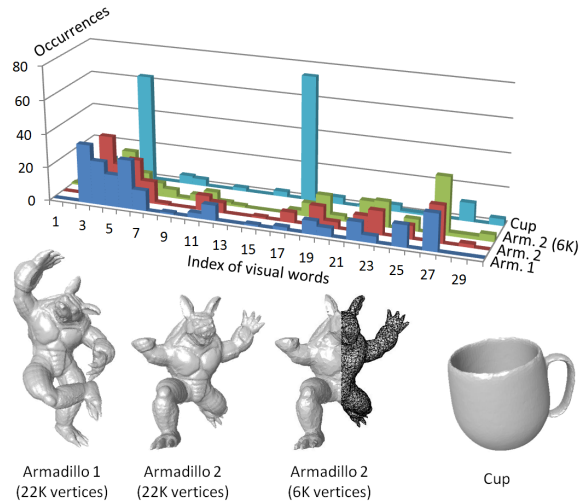 Occurrences
80
60
40
20
0
1 3 5 7 9 11 13 15 17 19 21 23 25 27 29
Index of visual words
Cup
Arm. 2 (6K)
Arm. 2
Arm. 1
Armadillo 1
(22K vertices)
Armadillo 2
(22K vertices)
Armadillo 2
(6K vertices)
Cup